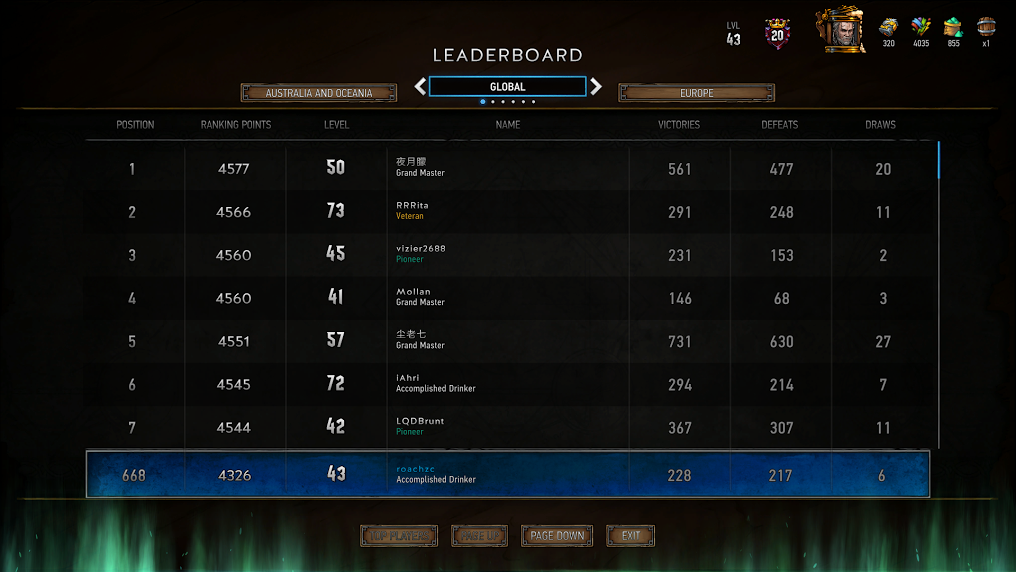 LVL
43
20
320
4035
855
x1
LEADERBOARD
AUSTRALIA AND OCEANIA
GLOBAL
EUROPE
POSITION RANKING POINTS LEVEL NAME VICTORIES DEFEATS DRAWS
1 4577 50 夜月朦 Grand Master 561 477 20
2 4566 73 RRRita Veteran 291 248 11
3 4560 45 vizier2688 Pioneer 231 153 2
4 4560 41 Mollan Grand Master 146 68 3
5 4551 57 尘老七 Grand Master 731 630 27
6 4545 72 iAhri Accomplished Drinker 294 214 7
7 4544 42 LQDBrunt Pioneer 367 307 11
668 4326 43 roachzc Accomplished Drinker 228 217 6
TOP PLAYERS PAGE UP PAGE DOWN EXIT